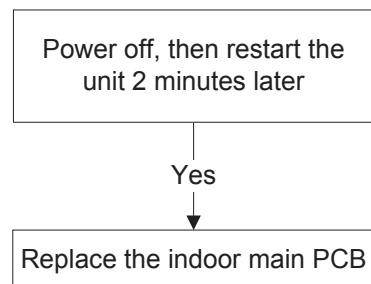 Power off, then restart the
unit 2 minutes later
Yes
Replace the indoor main PCB